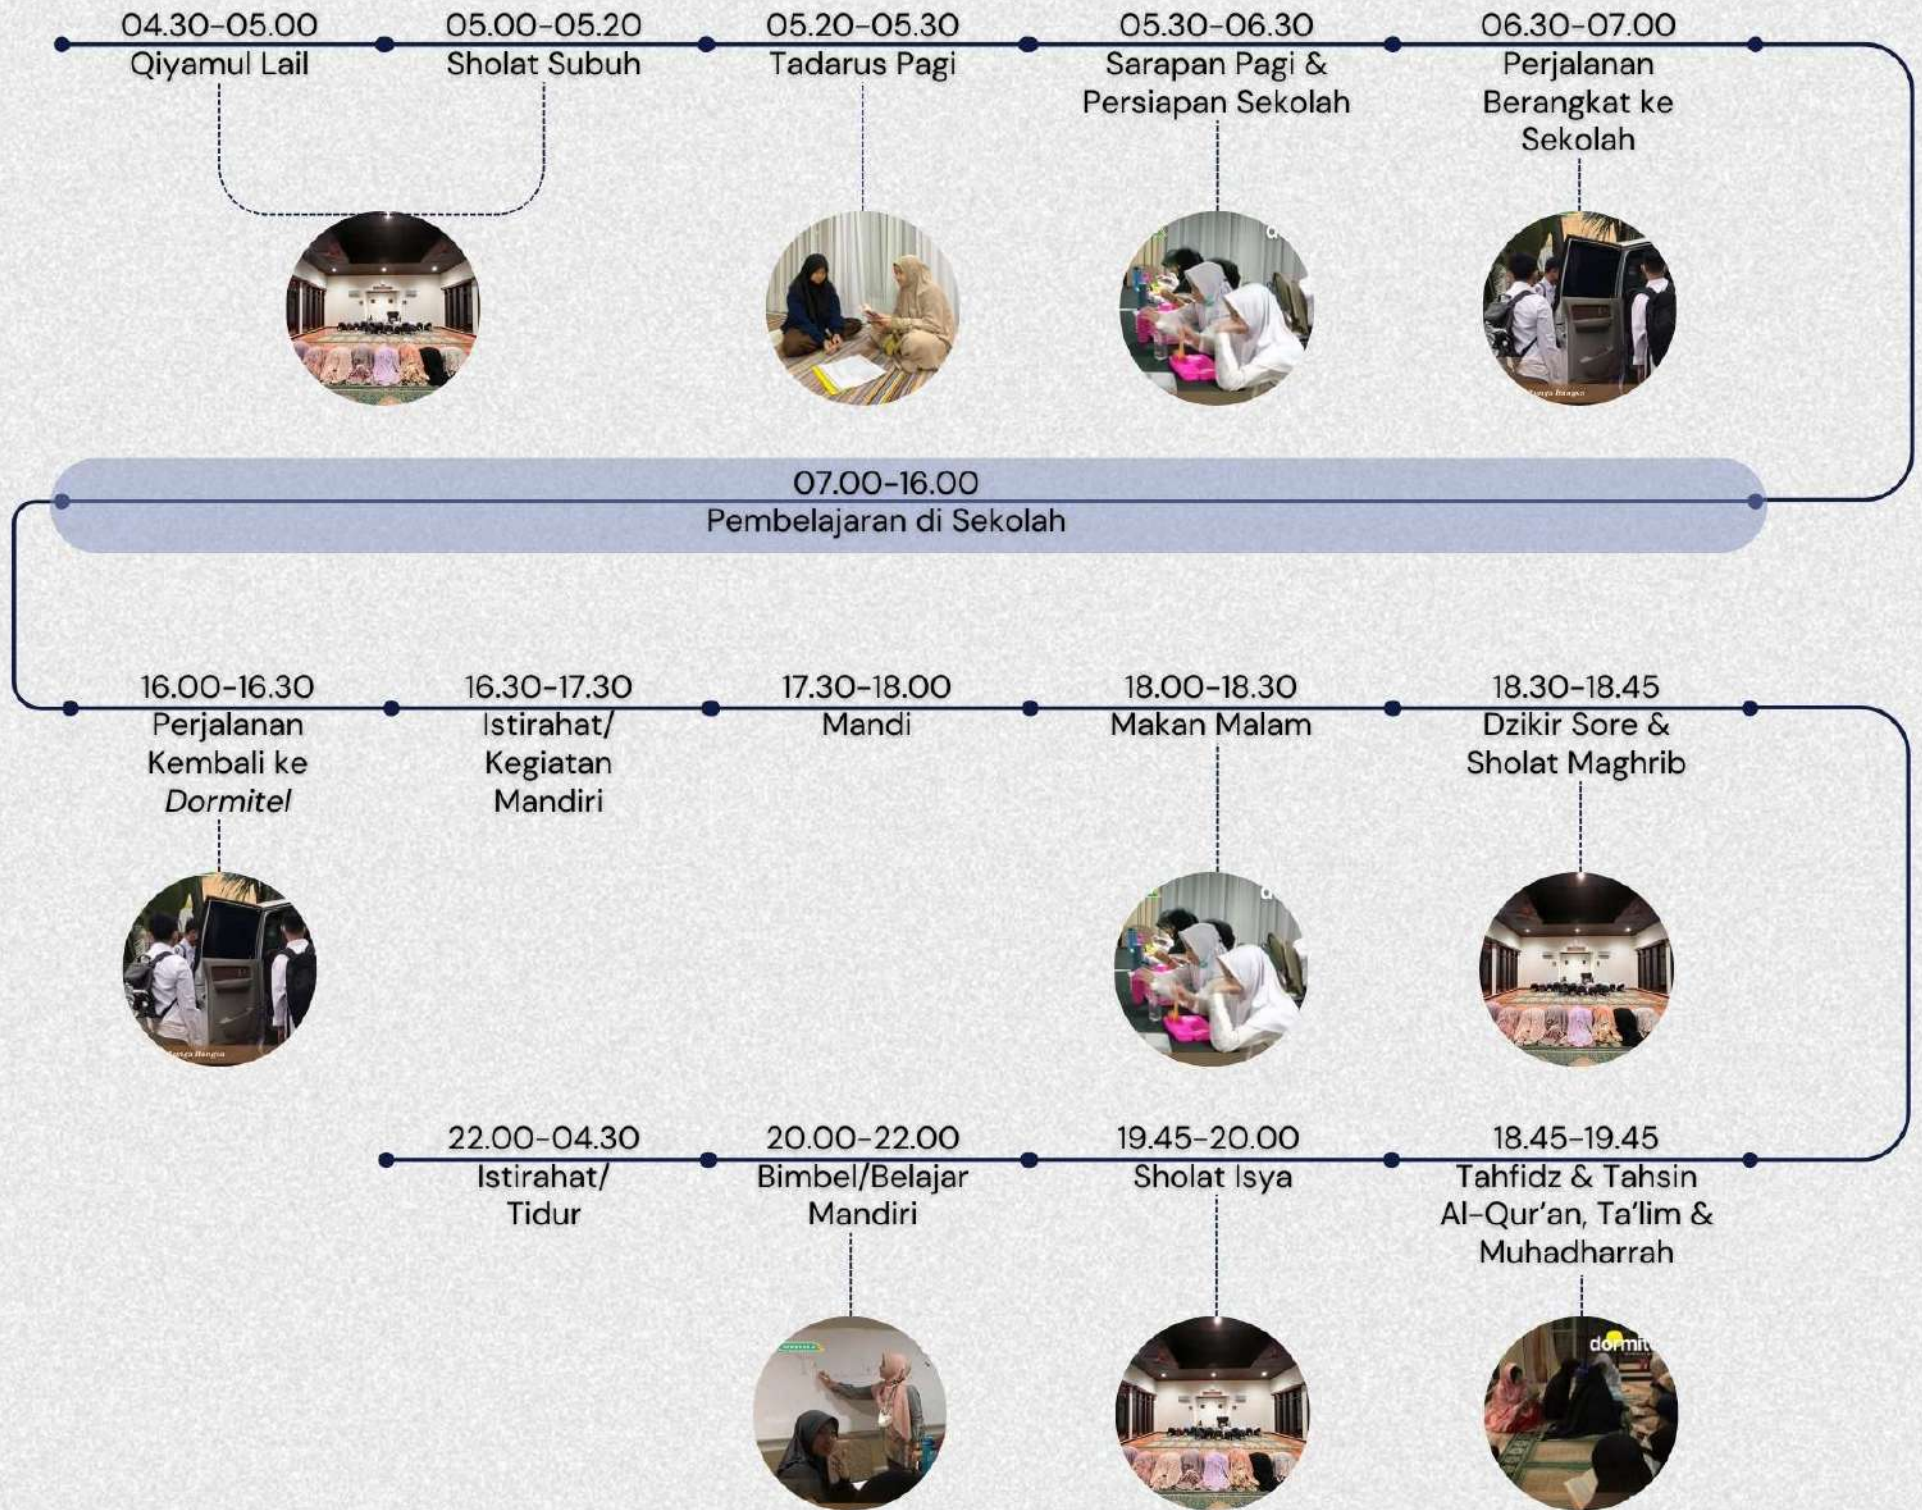 04.30-05.00
Qiyamul Lail
05.00-05.20
Sholat Subuh
05.20-05.30
Tadarus Pagi
05.30-06.30
Sarapan Pagi &
Persiapan Sekolah
06.30-07.00
Perjalanan
Berangkat ke
Sekolah
07.00-16.00
Pembelajaran di Sekolah
16.00-16.30
Perjalanan
Kembali ke
Dormitel
16.30-17.30
Istirahat/
Kegiatan
Mandiri
17.30-18.00
Mandi
18.00-18.30
Makan Malam
18.30-18.45
Dzikir Sore &
Sholat Maghrib
18.45-19.45
Tahfidz & Tahsin
Al-Qur'an, Ta'lim &
Muhadharrah
dormit
19.45-20.00
Sholat Isya
20.00-22.00
Bimbel/Belajar
Mandiri
22.00-04.30
Istirahat/
Tidur